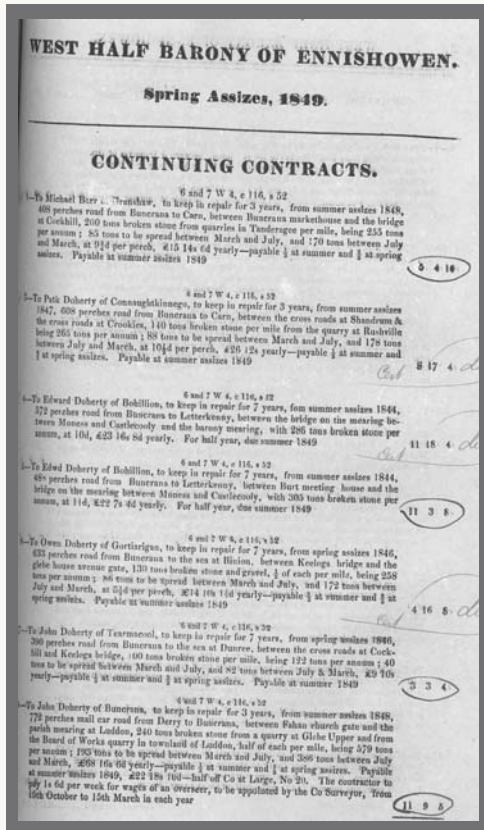 WEST HALF BARONY OF ENNISHOWEN.
Spring Assizes, 1849.
CONTINUING CONTRACTS.
6 and 7 W 4, c 116, s 52
To Michael Barr Crenshaw, to keep in repair for 3 years, from summer assizes 1848,
408 perches road from Buncrana to Carn, between Buncrana markethouse and the bridge
at Cockhill, 200 tons broken stone from quarries in Tanderagee per mile, being 255 tons
per annum; 85 tons to be spread between March and July, and 170 tons between July
and March, at 9¼d per perch, £15 14s 6d yearly—payable ⅓ at summer and ⅔ at spring
assizes. Payable at summer assizes 1849
5 4 10
6 and 7 W 4, c 116, s 52
To Patk Doherty of Connaughtkinnego, to keep in repair for 3 years, from summer assizes
1847, 608 perches road from Buncrana to Carn, between the cross roads at Shandrum &
the cross roads at Crookies, 140 tons broken stone per mile from the quarry at Rushville
being 265 tons per annum; 88 tons to be spread between March and July, and 178 tons
between July and March, at 10½d per perch, £26 12s yearly—payable ⅓ at summer and
⅔ at spring assizes. Payable at summer assizes 1849
8 17 4
6 and 7 W 4, c 116, s 52
4—To Edward Doherty of Bohillion, to keep in repair for 7 years, fom summer assizes 1844,
572 perches road from Buncrana to Letterkenny, between the bridge on the mearing be-
tween Moness and Castlecooly and the barony mearing, with 286 tons broken stone per
annum, at 10d, £23 16s 8d yearly. For half year, due summer 1849
11 18 4
6 and 7 W 4, c 116, s 52
To Edwd Doherty of Bohillion, to keep in repair for 7 years, from summer assizes 1844,
488 perches road from Buncrana to Letterkenny, between Burt meeting house and the
bridge on the mearing between Moness and Castlecooly, with 305 tons broken stone per
annum, at 11d, £22 7s 4d yearly. For half year, due summer 1849
11 3 8
6 and 7 W 4, c 116, s 52
To Owen Doherty of Gortisrigan, to keep in repair for 7 years, from spring assizes 1846,
633 perches road from Buncrana to the sea at Binion, between Keelogs bridge and the
glebe house avenue gate, 130 tons broken stone and gravel, ½ of each per mile, being 258
tons per annum; 86 tons to be spread between March and July, and 172 tons between
July and March, at 5½d per perch, yearly—payable ⅓ at summer and ⅔ at
spring assizes. Payable at summer assizes 1849
4 16 8
6 and 7 W 4, c116, s 52
7—To John Doherty of Tearmacool, to keep in repair for 7 years, from spring assizes 1846,
390 perches road from Buncrana to the sea at Dunree, between the cross roads at Cock-
hill and Keelogs bridge, 100 tons broken stone per mile, being 122 tons per annum; 40
tons to be spread between March and July, and 82 tons between July & March, £9 10s
yearly—payable ⅓ at summer and ⅔ at spring assizes. Payable at summer 1849
3 3 4
6 and 7 W 4, c 116, s 52
To John Doherty of Buncrana, to keep in repair for 3 years, from summer assizes 1848,
772 perches mail car road from Derry to Buncrana, between Fahan church gate and the
parish mearing at Loddon, 240 tons broken stone from a quarry at Glebe Upper and from
the Board of Works quarry in townland of Loddon, half of each per mile, being 579 tons
per annum; 193 tons to be spread between March and July, and 386 tons between July
and March, £68 16s 6d yearly—payable ⅓ at summer and ⅔ at spring assizes. Payable
at summer assizes 1849, £22 18s 10d—half off Co at Large, No 20. The contractor to
pay 1s 6d per week for wages of an overseer, to be appointed by the Co Surveyor, from
15th October to 15th March in each year
11 9 5